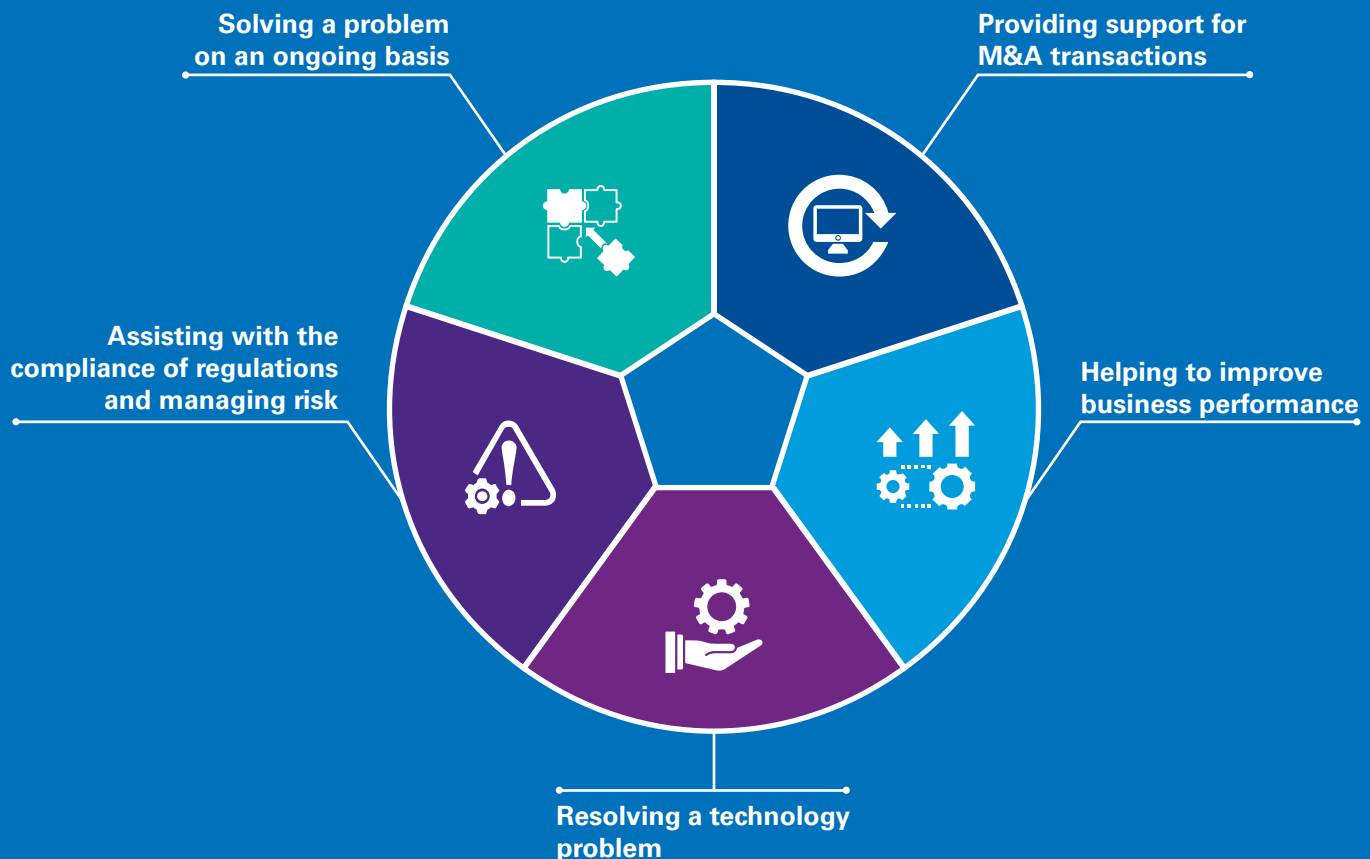 Solving a problem
on an ongoing basis
Providing support for
M&A transactions
Assisting with the
compliance of regulations
and managing risk
Helping to improve
business performance
Resolving a technology
problem